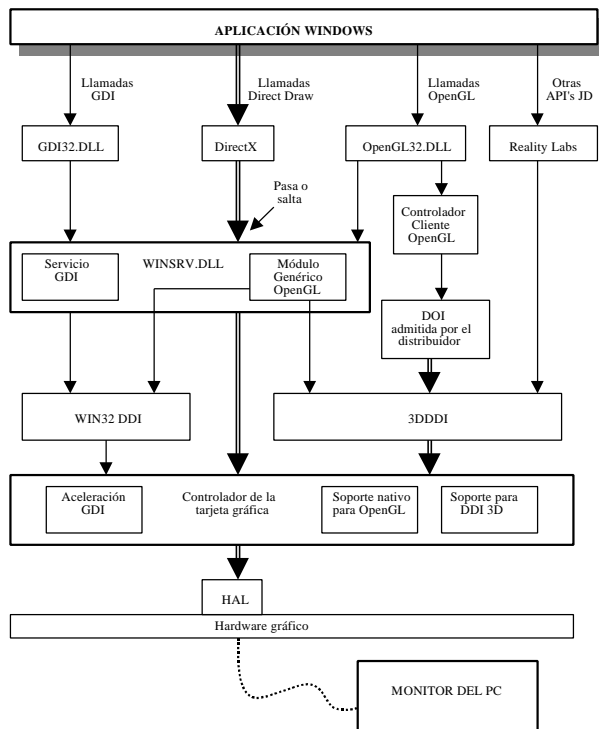 APLICACIÓN WINDOWS
Llamadas
GDI
Llamadas
Direct Draw
Llamadas
OpenGL
Otras
API's JD
GDI32.DLL
DirectX
OpenGL32.DLL
Reality Labs
Pasa o
salta
Controlador
Cliente
OpenGL
Servicio
GDI
WINSRV.DLL
Módulo
Genérico
OpenGL
DOI
admitida por el
distribuidor
WIN32 DDI
3DDDI
Aceleración
GDI
Controlador de la
tarjeta gráfica
Soporte nativo
para OpenGL
Soporte para
DDI 3D
HAL
Hardware gráfico
MONITOR DEL PC